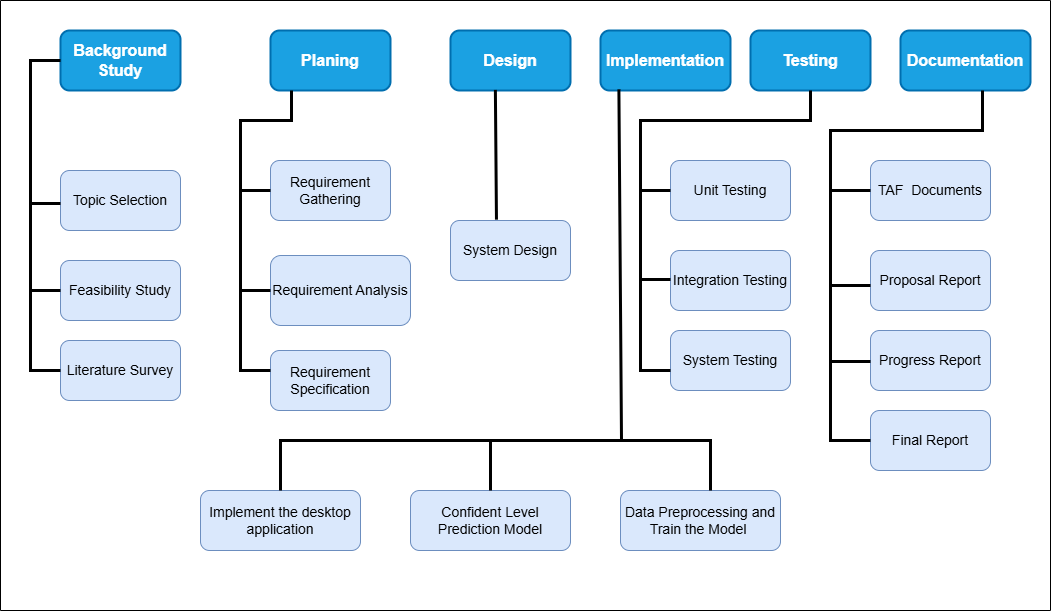 Background
Study
Planing
Design
Implementation
Testing
Documentation
Topic Selection
Feasibility Study
Literature Survey
Requirement
Gathering
Requirement Analysis
Requirement
Specification
System Design
Implement the desktop
application
Confident Level
Prediction Model
Data Preprocessing and
Train the Model
Unit Testing
Integration Testing
System Testing
TAF  Documents
Proposal Report
Progress Report
Final Report